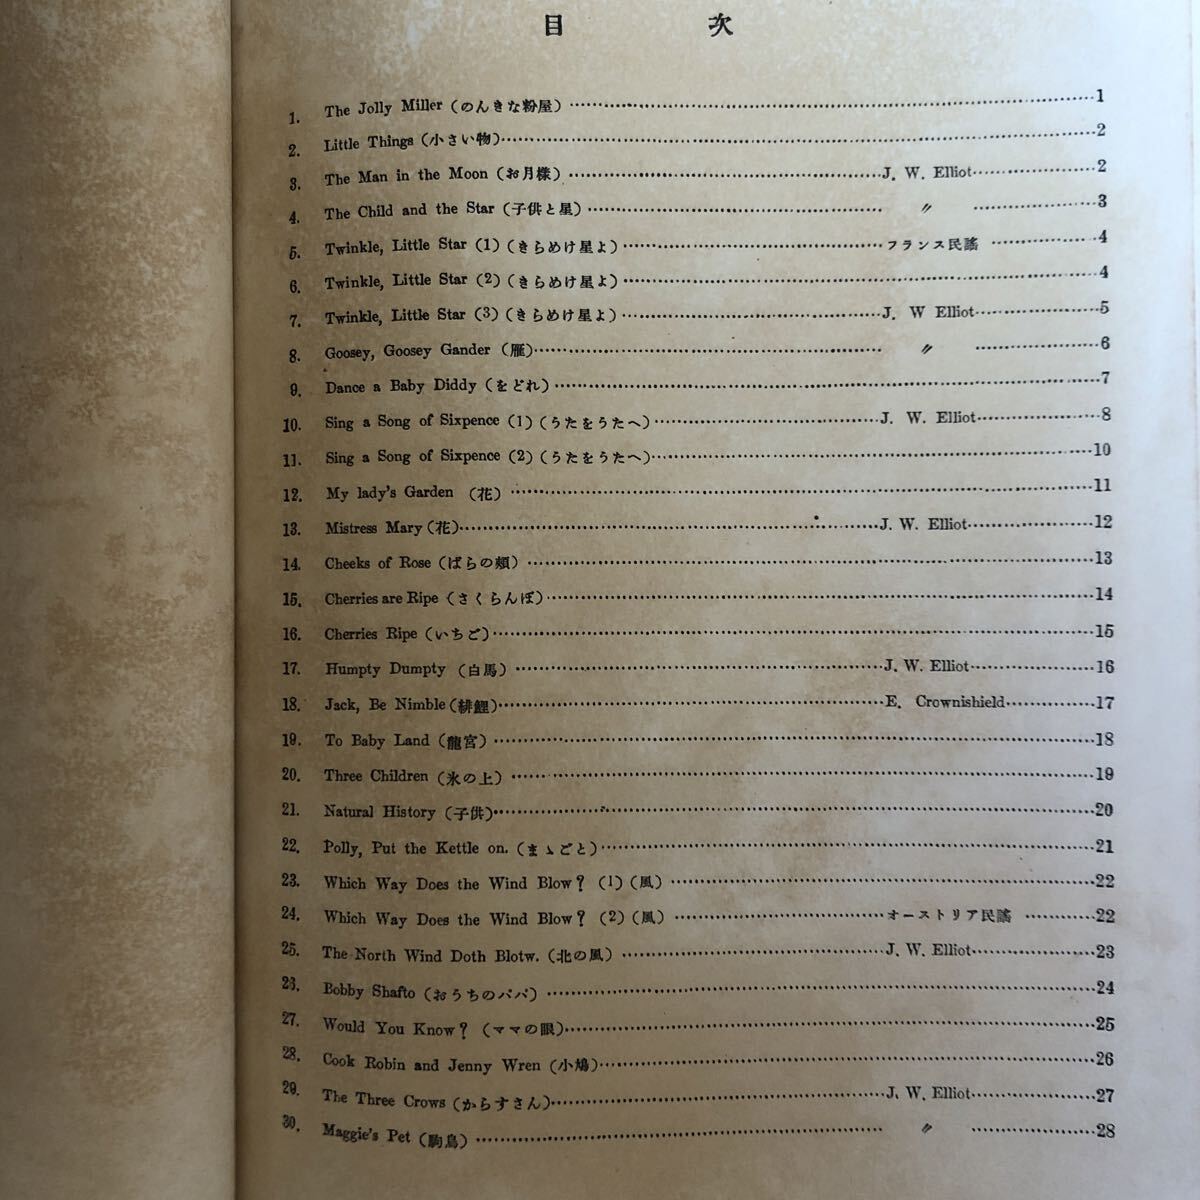 目次
1. The Jolly Miller (のんきな粉屋) 1
2. Little Things (小さい物) 2
3. The Man in the Moon (お月様) J. W. Elliot 2
4. The Child and the Star (子供と星) 〃 3
5. Twinkle, Little Star (1) (きらめけ星よ) フランス民謠 4
6. Twinkle, Little Star (2) (きらめけ星よ) 4
7. Twinkle, Little Star (3) (きらめけ星よ) J. W Elliot 5
8. Goosey, Goosey Gander (雁) 〃 6
9. Dance a Baby Diddy (をどれ) 7
10. Sing a Song of Sixpence (1) (うたをうたへ) J. W. Elliot 8
11. Sing a Song of Sixpence (2) (うたをうたへ) 10
12. My lady's Garden (花) 11
13. Mistress Mary (花) J. W. Elliot 12
14. Cheeks of Rose (ばらの頬) 13
15. Cherries are Ripe (さくらんぼ) 14
16. Cherries Ripe (いちご) 15
17. Humpty Dumpty (白馬) J. W. Elliot 16
18. Jack, Be Nimble (緋鯉) E. Crownishield 17
19. To Baby Land (龍宮) 18
20. Three Children (氷の上) 19
21. Natural History (子供) 20
22. Polly, Put the Kettle on. (まゝごと) 21
23. Which Way Does the Wind Blow? (1) (風) 22
24. Which Way Does the Wind Blow? (2) (風) オーストリア民謠 22
25. The North Wind Doth Blotw. (北の風) J. W. Elliot 23
23. Bobby Shafto (おうちのパパ) 24
27. Would You Know? (ママの眼) 25
28. Cook Robin and Jenny Wren (小鳩) 26
29. The Three Crows (からすさん) J. W. Elliot 27
30. Maggie's Pet (駒鳥) 〃 28